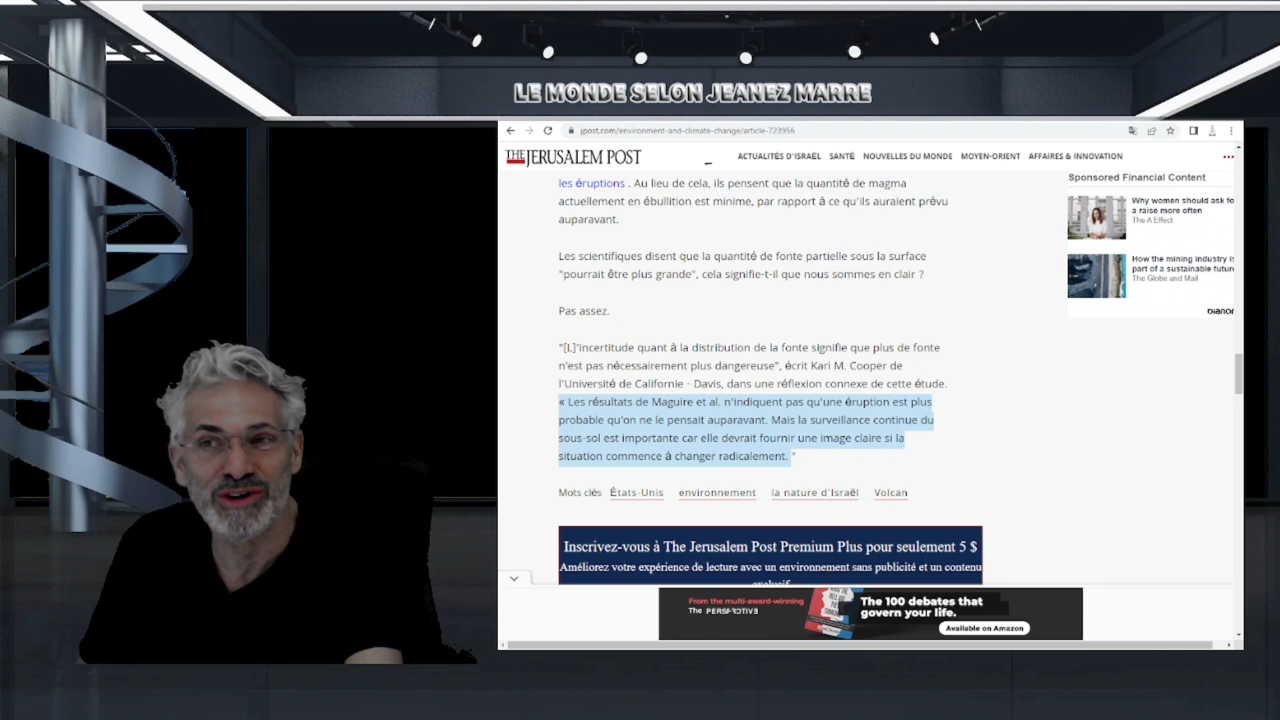 LE MONDE SELON JEANEZ MARRE
jpost.com/environment-and-climate-change/article-723956
THE JERUSALEM POST
ACTUALITÉS D'ISRAËL SANTÉ NOUVELLES DU MONDE MOYEN-ORIENT AFFAIRES & INNOVATION
les éruptions . Au lieu de cela, ils pensent que la quantité de magma
actuellement en ébullition est minime, par rapport à ce qu'ils auraient prévu
auparavant.
Les scientifiques disent que la quantité de fonte partielle sous la surface
"pourrait être plus grande", cela signifie-t-il que nous sommes en clair ?
Pas assez.
"[L]'incertitude quant à la distribution de la fonte signifie que plus de fonte
n'est pas nécessairement plus dangereuse", écrit Kari M. Cooper de
l'Université de Californie - Davis, dans une réflexion connexe de cette étude.
« Les résultats de Maguire et al. n'indiquent pas qu'une éruption est plus
probable qu'on ne le pensait auparavant. Mais la surveillance continue du
sous-sol est importante car elle devrait fournir une image claire si la
situation commence à changer radicalement. "
Mots clés États-Unis environnement la nature d'Israël Volcan
Inscrivez-vous à The Jerusalem Post Premium Plus pour seulement 5 $
Améliorez votre expérience de lecture avec un environnement sans publicité et un contenu
exclusif
Sponsored Financial Content
Why women should ask fo
a raise more often
The A Effect
How the mining industry is
part of a sustainable future
The Globe and Mail
From the multi-award-winning
The PERSPECTIVE
The 100 debates that
govern your life.
Available on Amazon